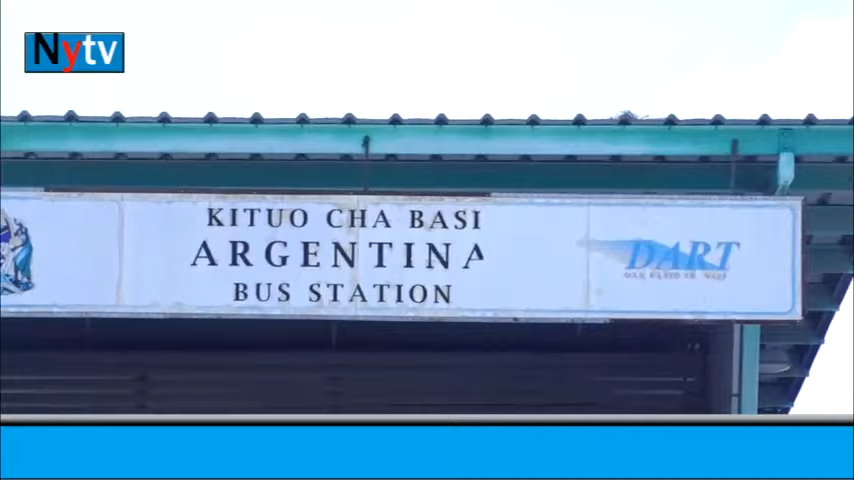 Nytv
KITUO CHA BASI
ARGENTINA
BUS STATION
DART